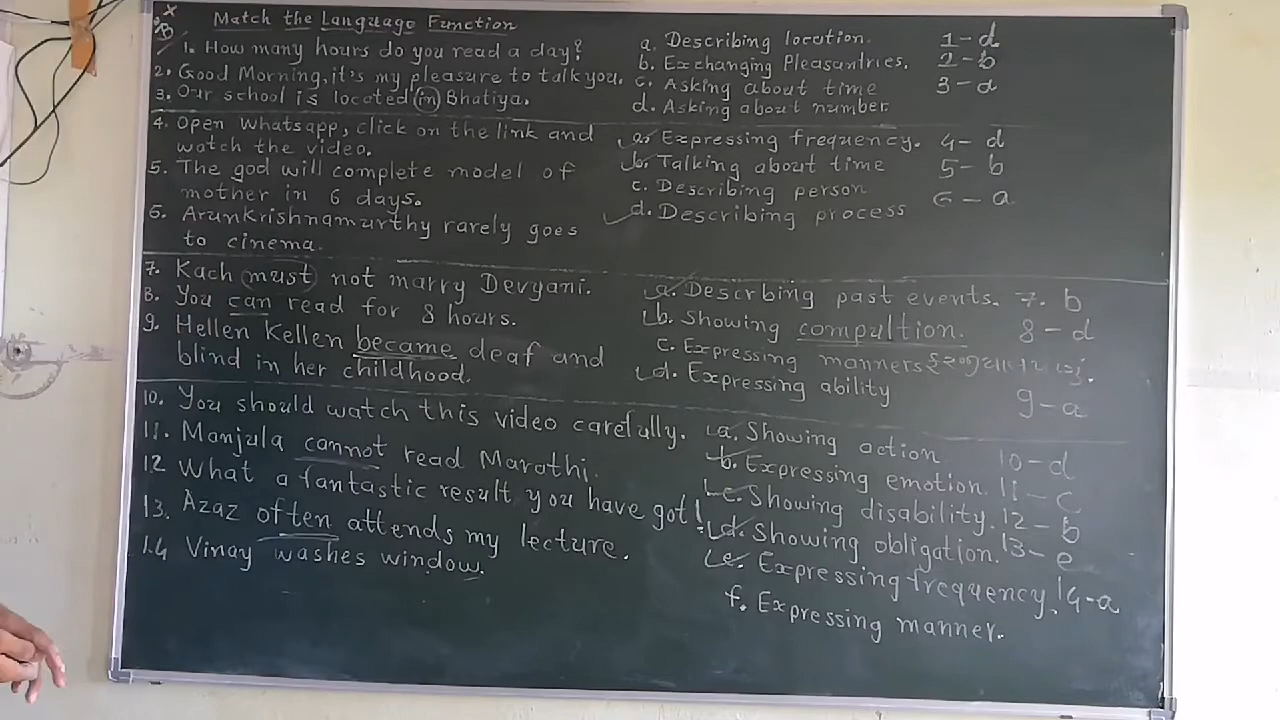 Match the Language Function
1. How many hours do you read a day?
2. Good Morning, it's my pleasure to talk you.
3. Our school is located in Bhatiya.
a. Describing location.
b. Exchanging Pleasantries.
c. Asking about time
d. Asking about number
1-d
2-b
3-a
4. Open Whatsapp, click on the link and
watch the video.
5. The god will complete model of
mother in 6 days.
6. Arunkrishnamurthy rarely goes
to cinema.
a. Expressing frequency.
b. Talking about time
c. Describing person
d. Describing process
4- d
5- b
6 - a
7. Kach must not marry Devyani.
8. You can read for 8 hours.
9. Hellen Kellen became deaf and
blind in her childhood.
a. Descrbing past events.
b. Showing compultion.
c. Expressing manners
d. Expressing ability
7. b
8 - d
9-a
10. You should watch this video carefully.
11. Manjula cannot read Marathi.
12 What a fantastic result you have got!
13. Azaz often attends my lecture.
14 Vinay washes window.
a. Showing action
b. Expressing emotion.
c. Showing disability.
d. Showing obligation.
e. Expressing frequency.
f. Expressing manner.
10-d
11-c
12-b
13-e
14-a